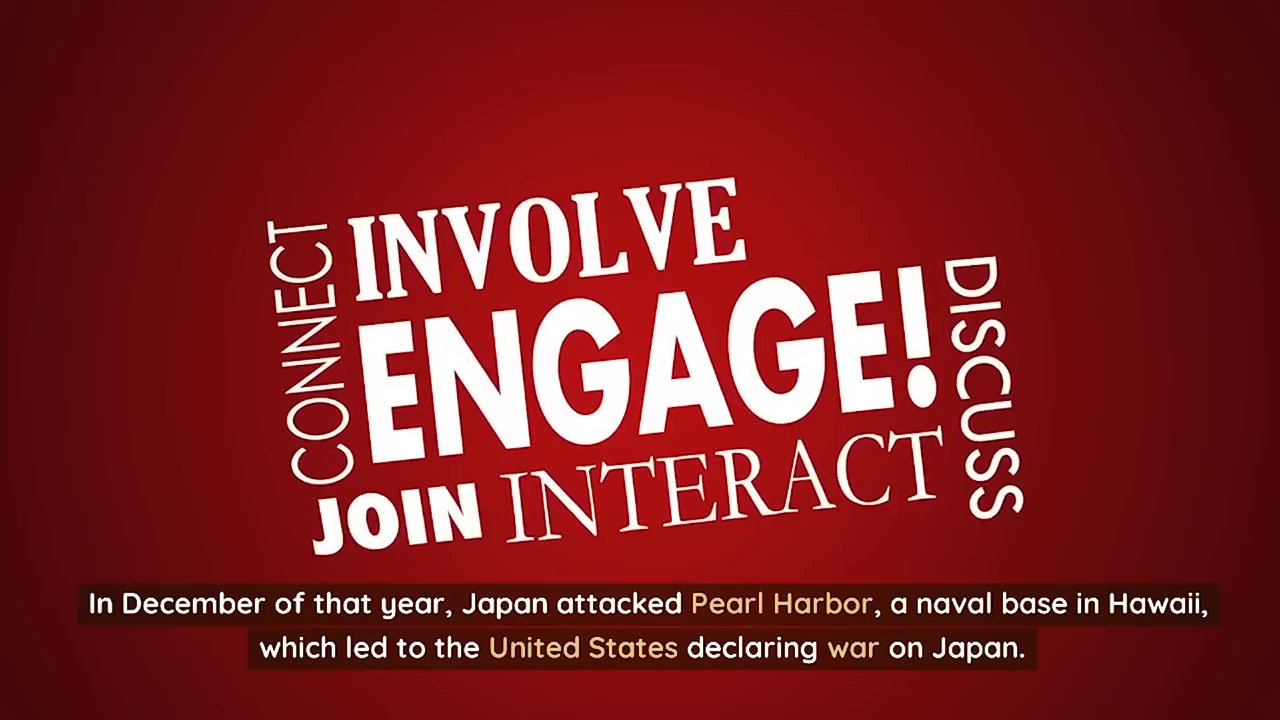 CONNECT
INVOLVE
ENGAGE!
DISCUSS
JOIN INTERACT
In December of that year, Japan attacked Pearl Harbor, a naval base in Hawaii,
which led to the United States declaring war on Japan.